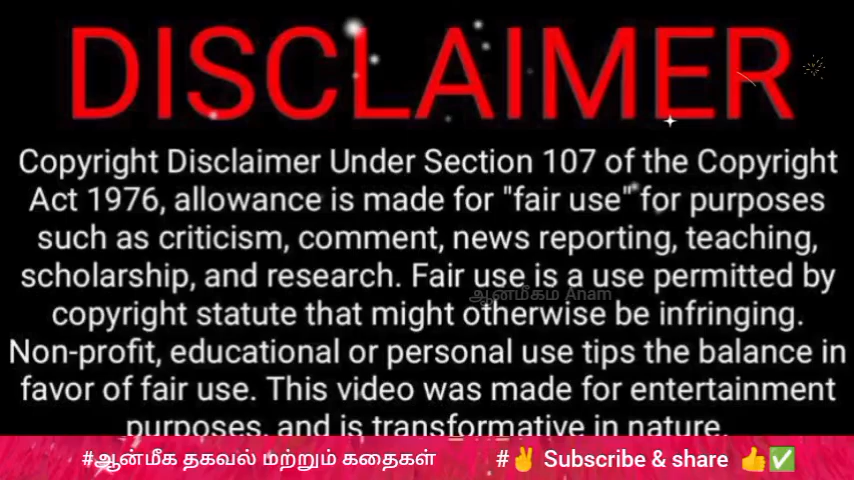 DISCLAIMER
Copyright Disclaimer Under Section 107 of the Copyright
Act 1976, allowance is made for "fair use" for purposes
such as criticism, comment, news reporting, teaching,
scholarship, and research. Fair use is a use permitted by
ஆன்மீகம் Anam
copyright statute that might otherwise be infringing.
Non-profit, educational or personal use tips the balance in
favor of fair use. This video was made for entertainment
purposes, and is transformative in nature.
#ஆன்மீக தகவல் மற்றும் கதைகள் #✌ Subscribe & share 👍✅